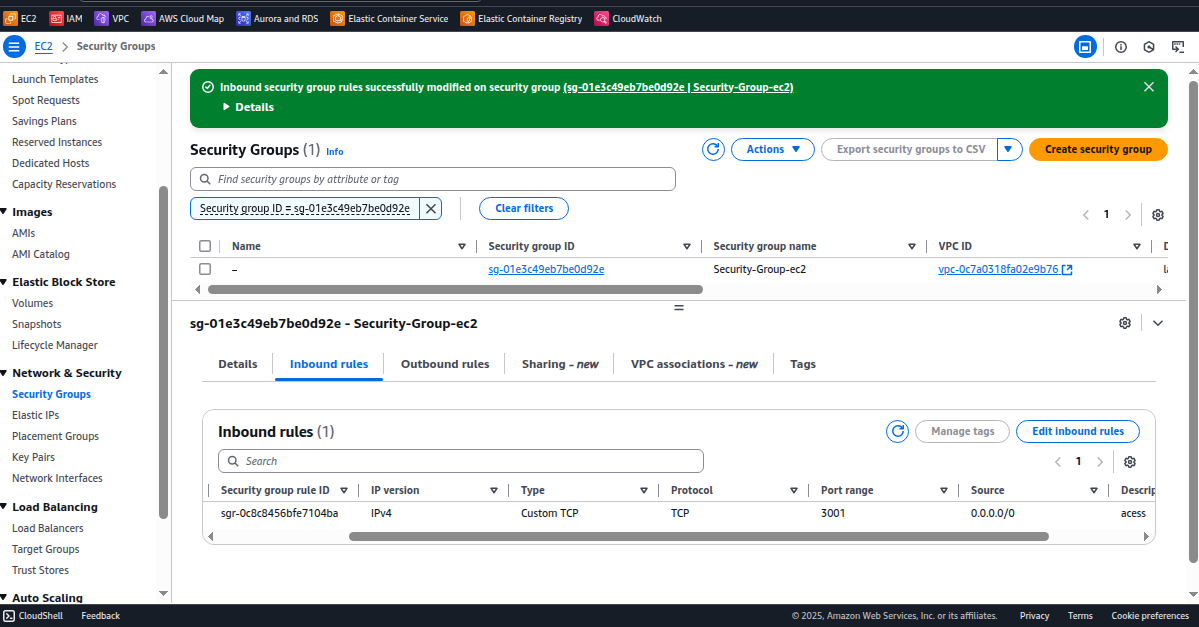 EC2 IAM VPC AWS Cloud Map Aurora and RDS Elastic Container Service Elastic Container Registry CloudWatch
EC2 Security Groups
Launch Templates
Spot Requests
Savings Plans
Reserved Instances
Dedicated Hosts
Capacity Reservations
Images
AMIs
AMI Catalog
Elastic Block Store
Volumes
Snapshots
Lifecycle Manager
Network & Security
Security Groups
Elastic IPs
Placement Groups
Key Pairs
Network Interfaces
Load Balancing
Load Balancers
Target Groups
Trust Stores
Auto Scaling
Inbound security group rules successfully modified on security group (sg-01e3c49eb7be0d92e | Security-Group-ec2)
Details
Security Groups (1) Info
Actions Export security groups to CSV Create security group
Find security groups by attribute or tag
Security group ID = sg-01e3c49eb7be0d92e Clear filters
1
Name Security group ID Security group name VPC ID
– sg-01e3c49eb7be0d92e Security-Group-ec2 vpc-0c7a0318fa02e9b76
sg-01e3c49eb7be0d92e - Security-Group-ec2
Details Inbound rules Outbound rules Sharing - new VPC associations - new Tags
Inbound rules (1) Manage tags Edit inbound rules
Search 1
Security group rule ID IP version Type Protocol Port range Source Descrip
sgr-0c8c8456bfe7104ba IPv4 Custom TCP TCP 3001 0.0.0.0/0 acess
CloudShell Feedback © 2025, Amazon Web Services, Inc. or its affiliates. Privacy Terms Cookie preferences